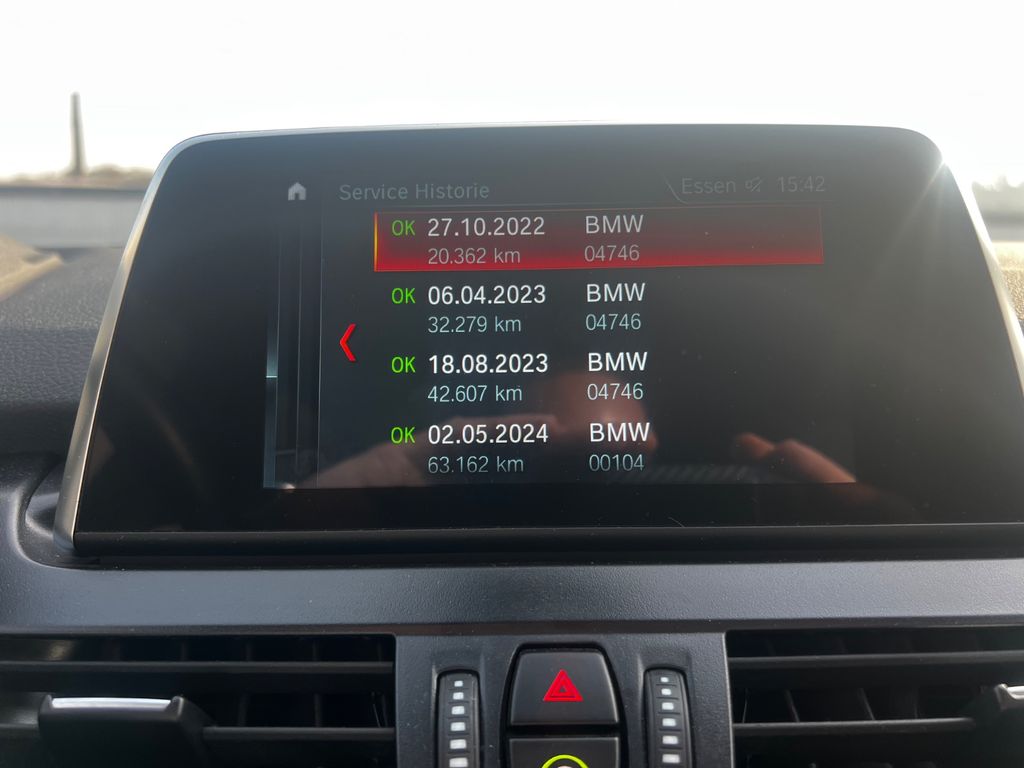 Service Historie Essen 15:42
OK 27.10.2022 BMW
20.362 km 04746
OK 06.04.2023 BMW
32.279 km 04746
OK 18.08.2023 BMW
42.607 km 04746
OK 02.05.2024 BMW
63.162 km 00104